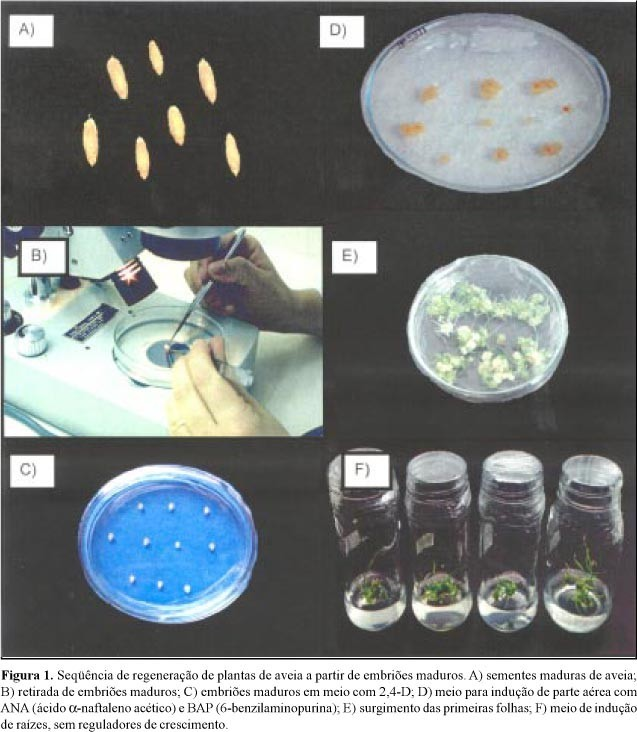 A)
D)
B)
E)
C)
F)
Figura 1. Seqüência de regeneração de plantas de aveia a partir de embriões maduros. A) sementes maduras de aveia;
B) retirada de embriões maduros; C) embriões maduros em meio com 2,4-D; D) meio para indução de parte aérea com
ANA (ácido α-naftaleno acético) e BAP (6-benzilaminopurina); E) surgimento das primeiras folhas; F) meio de indução
de raízes, sem reguladores de crescimento.